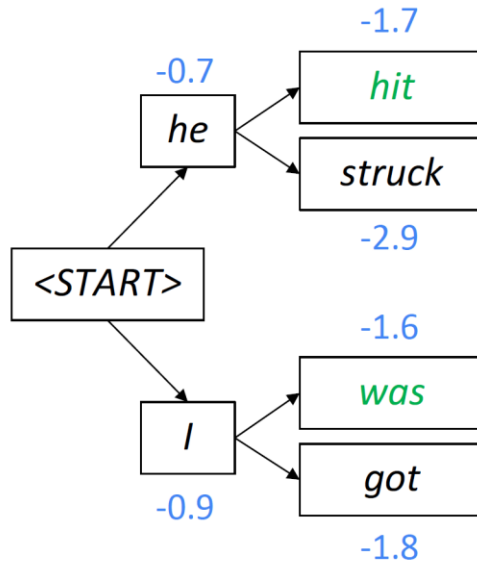 -1.7
-0.7
hit
he
struck
-2.9
<START>
-1.6
was
I
got
-0.9
-1.8